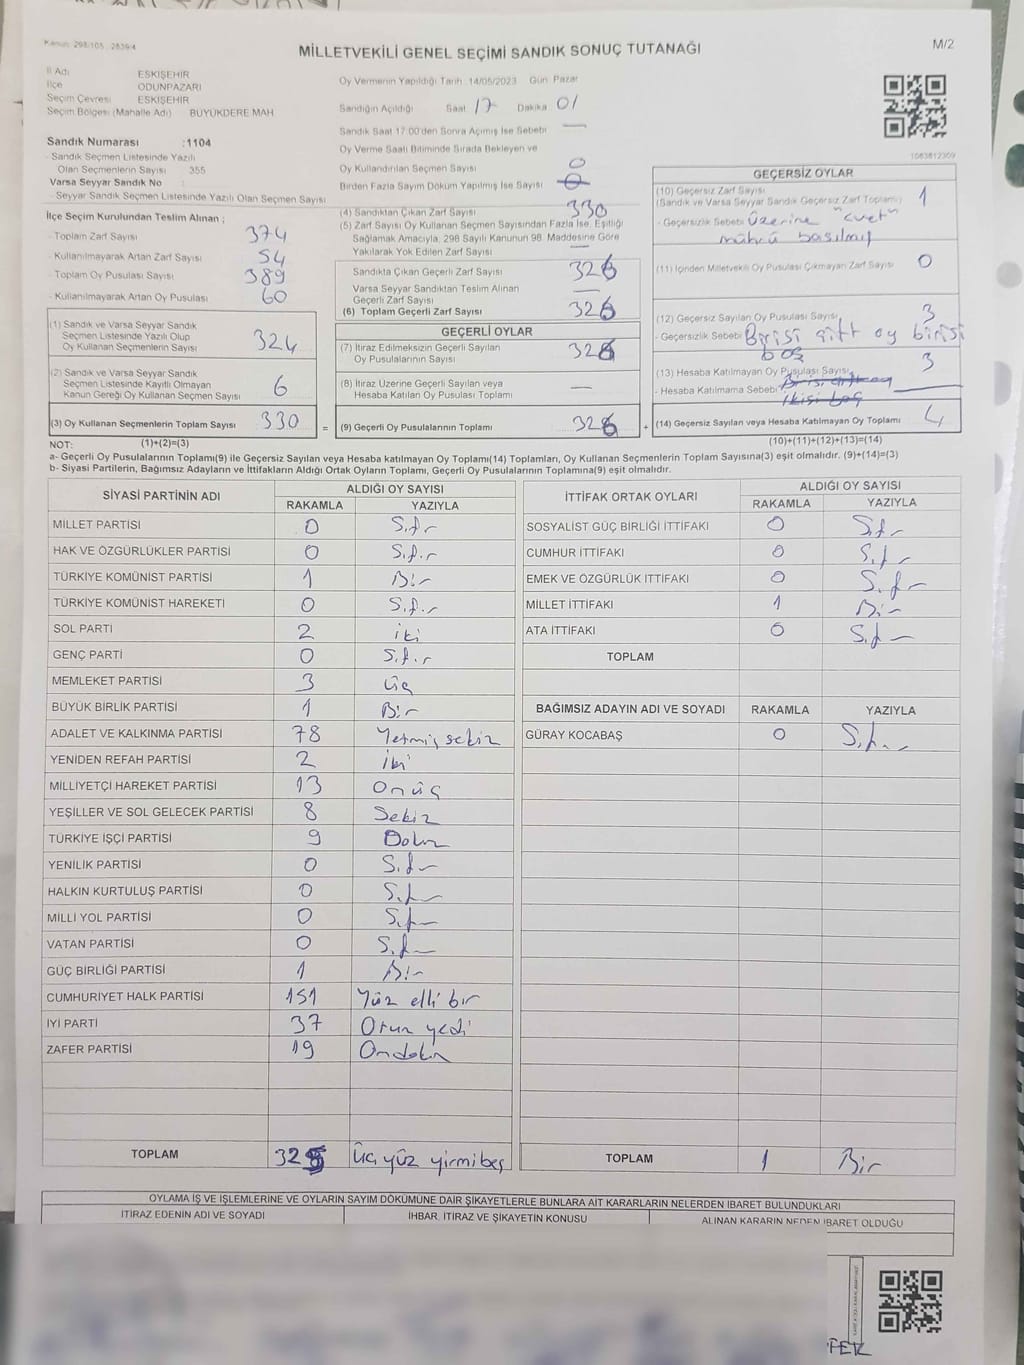 Kanun: 298/105, 2839/4
MİLLETVEKİLİ GENEL SEÇİMİ SANDIK SONUÇ TUTANAĞI
M/2
İl Adı ESKİŞEHİR
İlçe ODUNPAZARI
Seçim Çevresi ESKİŞEHİR
Seçim Bölgesi (Mahalle Adı) BÜYÜKDERE MAH.
Sandık Numarası :1104
- Sandık Seçmen Listesinde Yazılı
Olan Seçmenlerin Sayısı 355
Varsa Seyyar Sandık No :
- Seyyar Sandık Seçmen Listesinde Yazılı Olan Seçmen Sayısı
İlçe Seçim Kurulundan Teslim Alınan ;
- Toplam Zarf Sayısı 374
- Kullanılmayarak Artan Zarf Sayısı 54
- Toplam Oy Pusulası Sayısı 389
- Kullanılmayarak Artan Oy Pusulası 60
(1) Sandık ve Varsa Seyyar Sandık
Seçmen Listesinde Yazılı Olup
Oy Kullanan Seçmenlerin Sayısı 324
(2) Sandık ve Varsa Seyyar Sandık
Seçmen Listesinde Kayıtlı Olmayan
Kanun Gereği Oy Kullanan Seçmen Sayısı 6
(3) Oy Kullanan Seçmenlerin Toplam Sayısı 330 =
Oy Vermenin Yapıldığı Tarih :14/05/2023 Gün Pazar
Sandığın Açıldığı Saat 17 Dakika 01
Sandık Saat 17:00'den Sonra Açılmış İse Sebebi —
Oy Verme Saati Bitiminde Sırada Bekleyen ve
Oy Kullandırılan Seçmen Sayısı 0
Birden Fazla Sayım Döküm Yapılmış İse Sayısı 0
(4) Sandıktan Çıkan Zarf Sayısı 330
(5) Zarf Sayısı Oy Kullanan Seçmen Sayısından Fazla İse, Eşitliği
Sağlamak Amacıyla, 298 Sayılı Kanunun 98. Maddesine Göre
Yakılarak Yok Edilen Zarf Sayısı —
Sandıkta Çıkan Geçerli Zarf Sayısı 326
Varsa Seyyar Sandıktan Teslim Alınan
Geçerli Zarf Sayısı —
(6) Toplam Geçerli Zarf Sayısı 326
GEÇERLİ OYLAR
(7) İtiraz Edilmeksizin Geçerli Sayılan
Oy Pusulalarının Sayısı 326
(8) İtiraz Üzerine Geçerli Sayılan veya
Hesaba Katılan Oy Pusulası Toplamı —
(9) Geçerli Oy Pusulalarının Toplamı 326 +
1083812309
GEÇERSİZ OYLAR
(10) Geçersiz Zarf Sayısı 1
(Sandık ve Varsa Seyyar Sandık Geçersiz Zarf Toplamı)
- Geçersizlik Sebebi Üzerine "evet"
mührü basılmış
(11) İçinden Milletvekili Oy Pusulası Çıkmayan Zarf Sayısı 0
(12) Geçersiz Sayılan Oy Pusulası Sayısı 3
- Geçersizlik Sebebi Birisi çift oy birisi
boş
(13) Hesaba Katılmayan Oy Pusulası Sayısı 3
- Hesaba Katılmama Sebebi
ikisi boş
(14) Geçersiz Sayılan veya Hesaba Katılmayan Oy Toplamı 4
NOT: (1)+(2)=(3)
(10)+(11)+(12)+(13)=(14)
a- Geçerli Oy Pusulasının Toplamı(9) ile Geçersiz Sayılan veya Hesaba katılmayan Oy Toplamı(14) Toplamları, Oy Kullanan Seçmenlerin Toplam Sayısına(3) eşit olmalıdır. (9)+(14)=(3)
b- Siyasi Partilerin, Bağımsız Adayların ve İttifakların Aldığı Ortak Oyların Toplamı, Geçerli Oy Pusulalarının Toplamına(9) eşit olmalıdır.
SİYASİ PARTİNİN ADI ALDIĞI OY SAYISI
RAKAMLA YAZIYLA
MİLLET PARTİSİ 0 Sıfır
HAK VE ÖZGÜRLÜKLER PARTİSİ 0 Sıfır
TÜRKİYE KOMÜNİST PARTİSİ 1 Bir
TÜRKİYE KOMÜNİST HAREKETİ 0 Sıfır
SOL PARTİ 2 iki
GENÇ PARTİ 0 Sıfır
MEMLEKET PARTİSİ 3 üç
BÜYÜK BİRLİK PARTİSİ 1 Bir
ADALET VE KALKINMA PARTİSİ 78 Yetmiş sekiz
YENİDEN REFAH PARTİSİ 2 iki
MİLLİYETÇİ HAREKET PARTİSİ 13 Onüç
YEŞİLLER VE SOL GELECEK PARTİSİ 8 Sekiz
TÜRKİYE İŞÇİ PARTİSİ 9 Dokuz
YENİLİK PARTİSİ 0 Sıfır
HALKIN KURTULUŞ PARTİSİ 0 Sıfır
MİLLİ YOL PARTİSİ 0 Sıfır
VATAN PARTİSİ 0 Sıfır
GÜÇ BİRLİĞİ PARTİSİ 1 Bir
CUMHURİYET HALK PARTİSİ 151 Yüz elli bir
İYİ PARTİ 37 Otuz yedi
ZAFER PARTİSİ 19 Ondokuz
TOPLAM 325 Üç yüz yirmibeş
İTTİFAK ORTAK OYLARI ALDIĞI OY SAYISI
RAKAMLA YAZIYLA
SOSYALİST GÜÇ BİRLİĞİ İTTİFAKI 0 Sıfır
CUMHUR İTTİFAKI 0 Sıfır
EMEK VE ÖZGÜRLÜK İTTİFAKI 0 Sıfır
MİLLET İTTİFAKI 1 Bir
ATA İTTİFAKI 0 Sıfır
TOPLAM
BAĞIMSIZ ADAYIN ADI VE SOYADI RAKAMLA YAZIYLA
GÜRAY KOCABAŞ 0 Sıfır
TOPLAM 1 Bir
OYLAMA İŞ VE İŞLEMLERİNE VE OYLARIN SAYIM DÖKÜMÜNE DAİR ŞİKAYETLERLE BUNLARA AİT KARARLARIN NELERDEN İBARET BULUNDUKLARI
İTİRAZ EDENİN ADI VE SOYADI İHBAR, İTİRAZ VE ŞİKAYETİN KONUSU ALINAN KARARIN NEDEN İBARET OLDUĞU